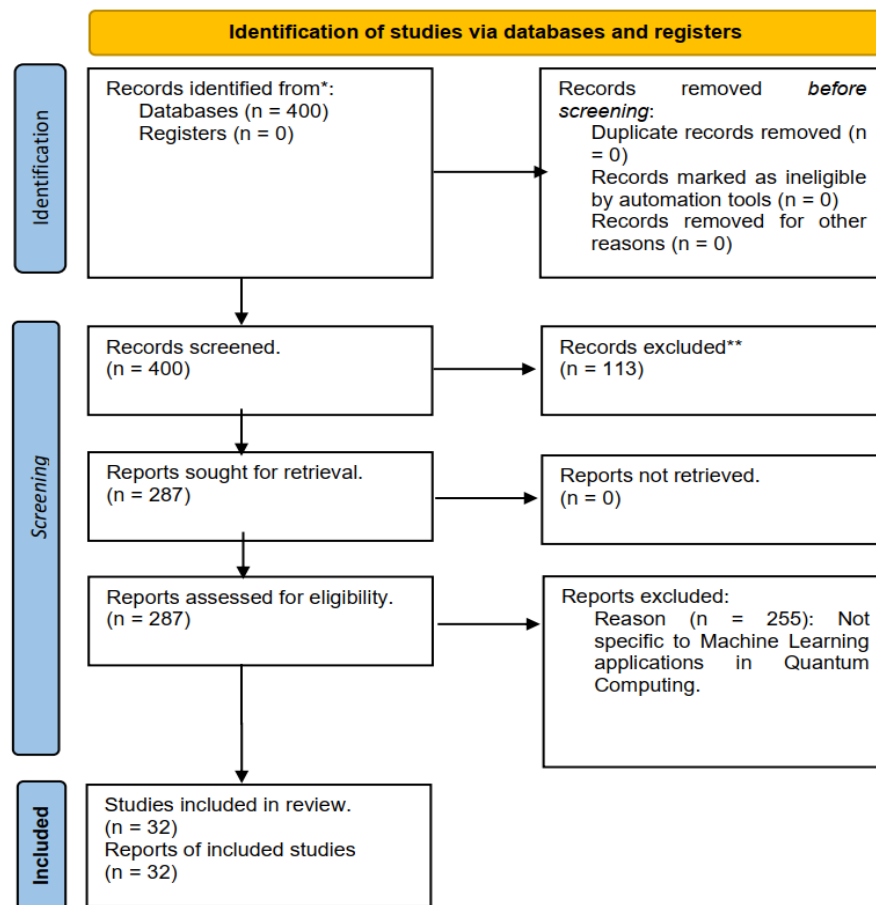 Identification of studies via databases and registers
Identification
Records identified from*:
Databases (n = 400)
Registers (n = 0)
Records removed before
screening:
Duplicate records removed (n
= 0)
Records marked as ineligible
by automation tools (n = 0)
Records removed for other
reasons (n = 0)
Screening
Records screened.
(n = 400)
Records excluded**
(n = 113)
Reports sought for retrieval.
(n = 287)
Reports not retrieved.
(n = 0)
Reports assessed for eligibility.
(n = 287)
Reports excluded:
Reason (n = 255): Not
specific to Machine Learning
applications in Quantum
Computing.
Included
Studies included in review.
(n = 32)
Reports of included studies
(n = 32)